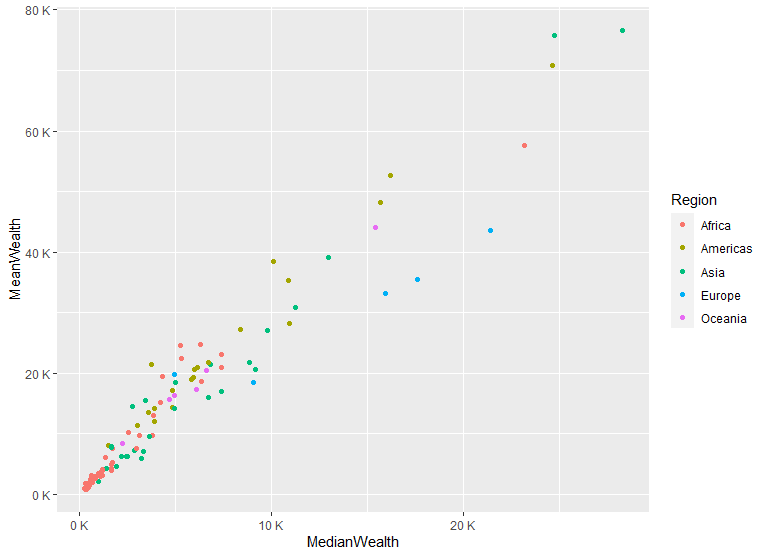 80 K
60 K
40 K
20 K
0 K
MeanWealth
0 K
10 K
20 K
MedianWealth
Region
Africa
Americas
Asia
Europe
Oceania